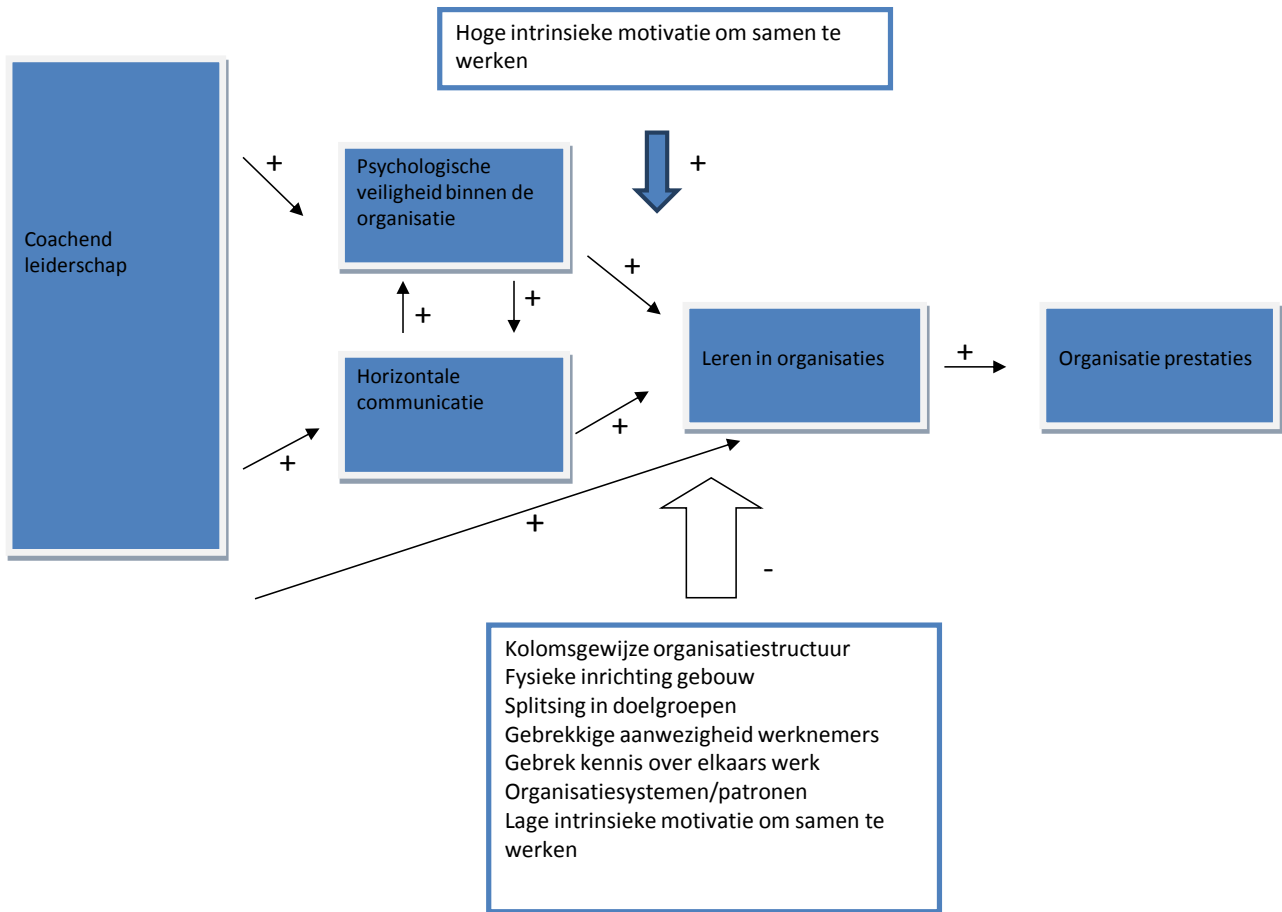 Hoge intrinsieke motivatie om samen te
werken
+
+
Psychologische
veiligheid binnen de
organisatie
Coachend
leiderschap
+
+
+
Horizontale
communicatie
Leren in organisaties
+
Organisatie prestaties
+
+
+
-
Kolomsgewijze organisatiestructuur
Fysieke inrichting gebouw
Splitsing in doelgroepen
Gebrekkige aanwezigheid werknemers
Gebrek kennis over elkaars werk
Organisatiesystemen/patronen
Lage intrinsieke motivatie om samen te
werken